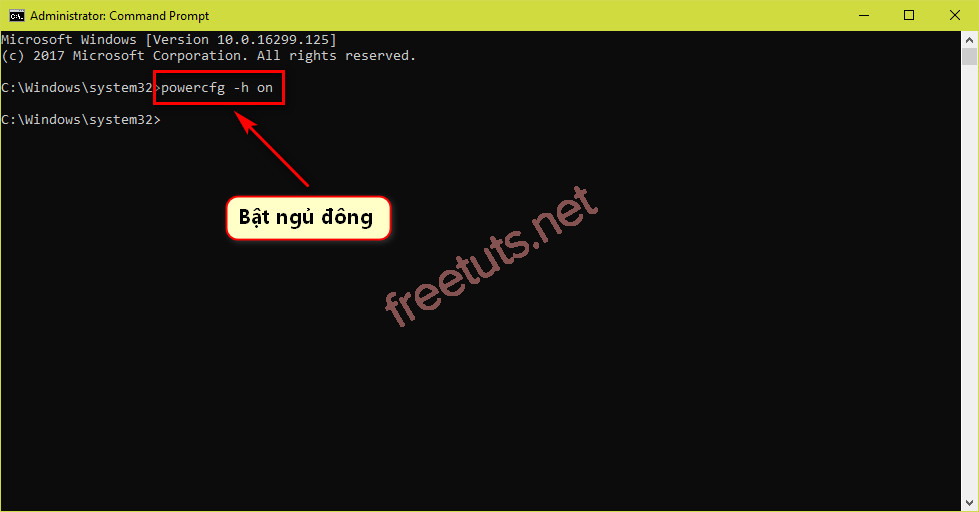 Administrator: Command Prompt
Microsoft Windows [Version 10.0.16299.125]
(c) 2017 Microsoft Corporation. All rights reserved.
C:\Windows\system32>powercfg -h on
C:\Windows\system32>
Bật ngủ đông
freetuts.net